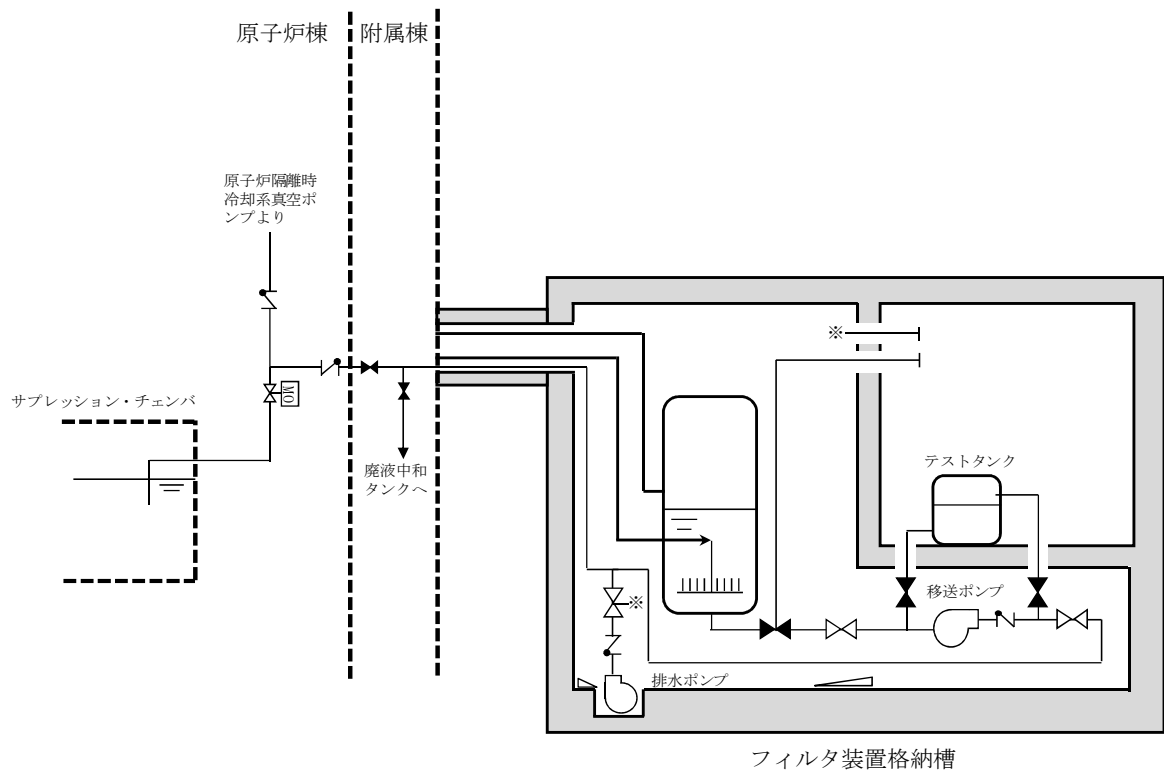 原子炉棟
附属棟
原子炉隔離時
冷却系真空ポ
ンプより
※
MO
サプレッション・チェンバ
廃液中和
タンクへ
テストタンク
移送ポンプ
※
排水ポンプ
フィルタ装置格納槽